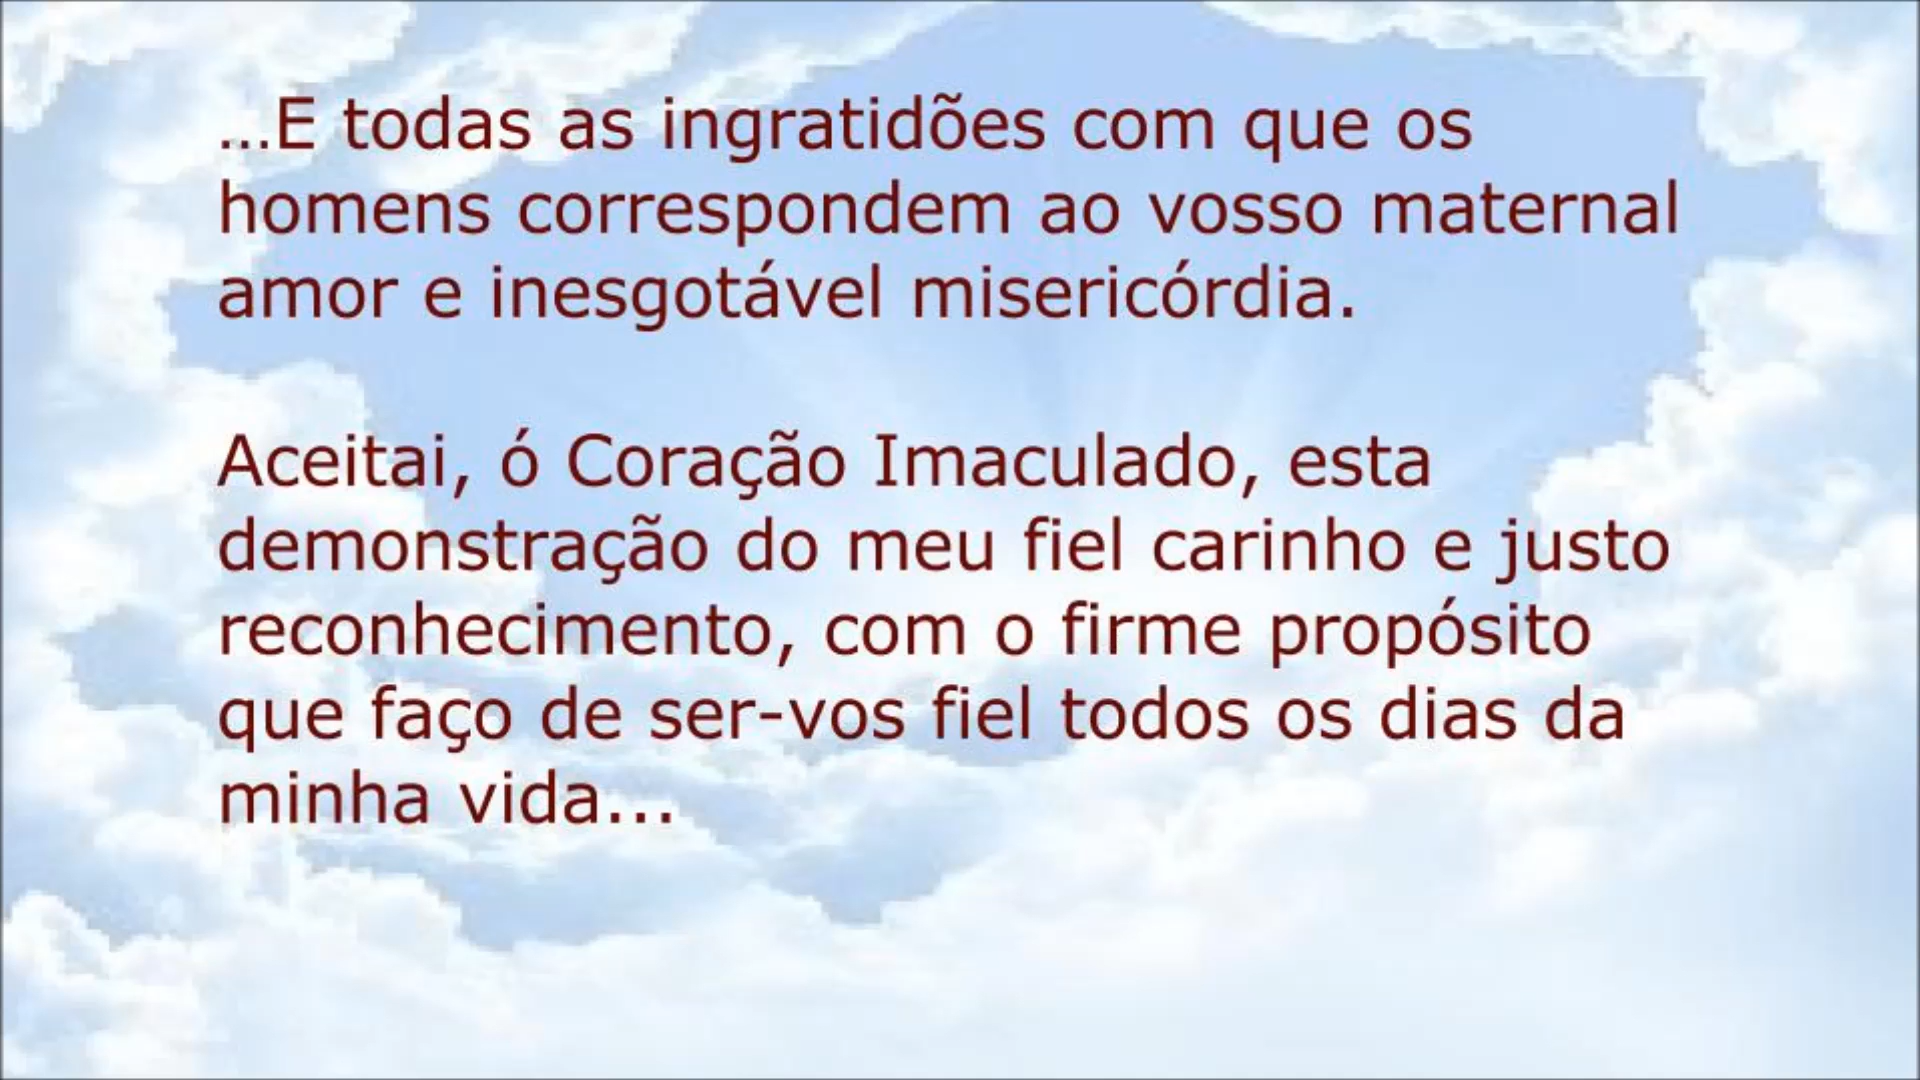 ...E todas as ingratidões com que os
homens correspondem ao vosso maternal
amor e inesgotável misericórdia.
Aceitai, ó Coração Imaculado, esta
demonstração do meu fiel carinho e justo
reconhecimento, com o firme propósito
que faço de ser-vos fiel todos os dias da
minha vida...